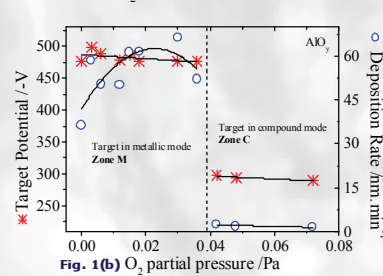 AlOy
Target Potential /-V
500
450
400
350
300
250
Target in metallic mode
Zone M
Target in compound mode
Zone C
60
45
30
15
0
Deposition Rate /nm.min
0.00 0.02 0.04 0.06 0.08
Fig. 1(b) O2 partial pressure /Pa